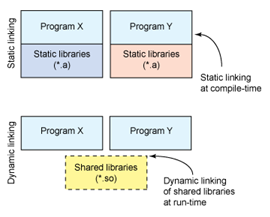 Static linking
Program X
Program Y
Static libraries
(*.a)
Static libraries
(*.a)
Static linking
at compile-time
Dynamic linking
Program X
Program Y
Shared libraries
(*.so)
Dynamic linking
of shared libraries
at run-time